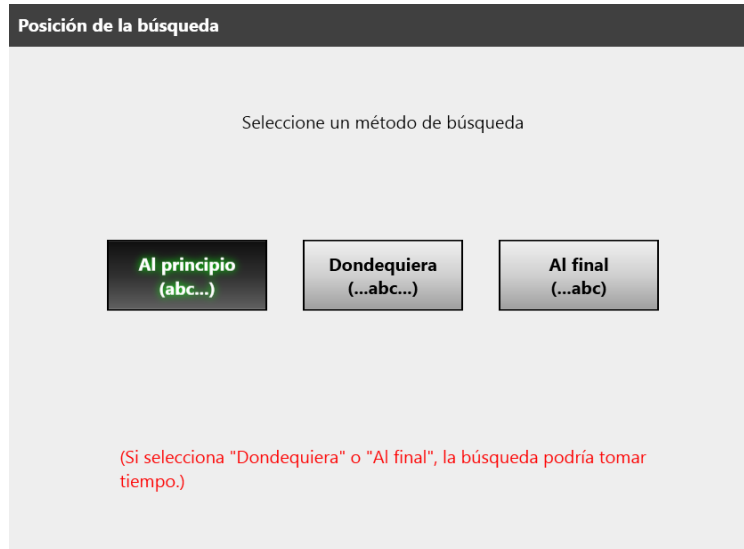 Posición de la búsqueda
Seleccione un método de búsqueda
Al principio
(abc...)
Dondequiera
(...abc...)
Al final
(...abc)
(Si selecciona "Dondequiera" o "Al final", la búsqueda podría tomar
tiempo.)